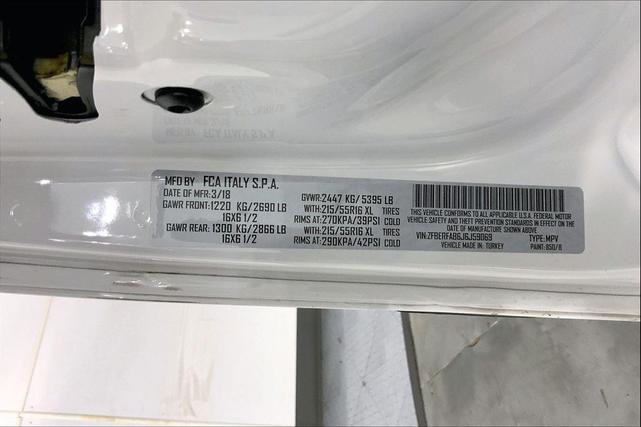 MFD BY FCA ITALY S.P.A.
DATE OF MFR: 3/18
GVWR:2447 KG/ 5395 LB
GAWR FRONT:1220 KG/2690 LB WITH:215/55R16 XL TIRES
16X6 1/2 RIMS AT:270KPA/39PSI COLD
GAWR REAR: 1300 KG/2866 LB WITH:215/55R16 XL TIRES
16X6 1/2 RIMS AT:290KPA/42PSI COLD
THIS VEHICLE CONFORMS TO ALL APPLICABLE U.S.A. FEDERAL MOTOR
VEHICLE SAFETY AND THEFT PREVENTION STANDARDS IN EFFECT ON THE
DATE OF MANUFACTURE SHOWN ABOVE
VIN:ZFBERFAB6J6J59069 TYPE: MPV
VEHICLE MADE IN: TURKEY PAINT: 850/B